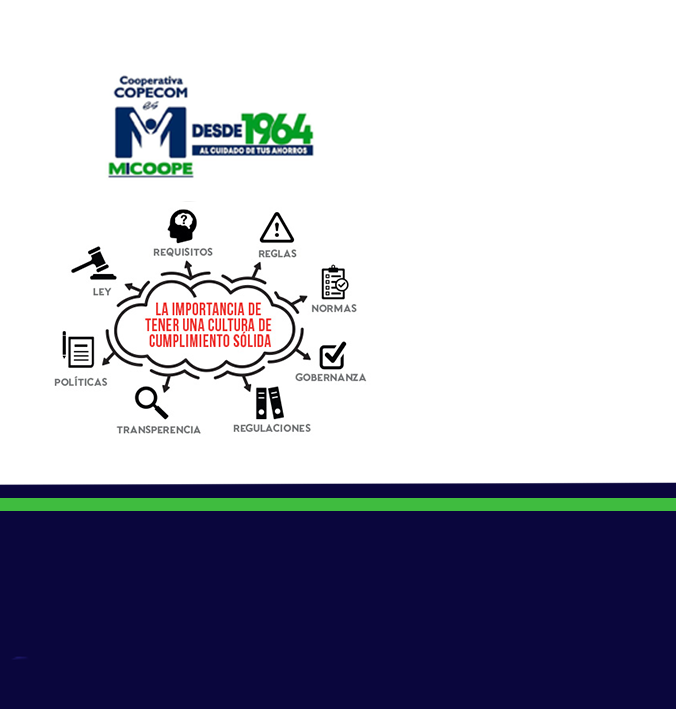 Cooperativa
COPECOM
es
MICOOPE
DESDE 1964
AL CUIDADO DE TUS AHORROS
REQUISITOS
REGLAS
LEY
NORMAS
LA IMPORTANCIA DE
TENER UNA CULTURA DE
CUMPLIMIENTO SÓLIDA
POLÍTICAS
GOBERNANZA
TRANSPERENCIA
REGULACIONES